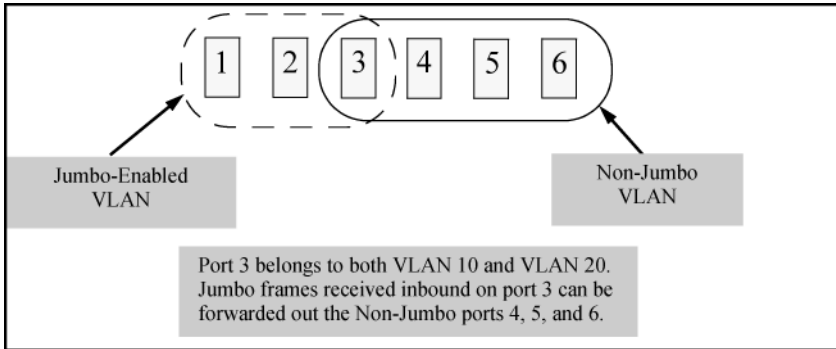 1 2 3 4 5 6
Jumbo-Enabled
VLAN
Non-Jumbo
VLAN
Port 3 belongs to both VLAN 10 and VLAN 20.
Jumbo frames received inbound on port 3 can be
forwarded out the Non-Jumbo ports 4, 5, and 6.